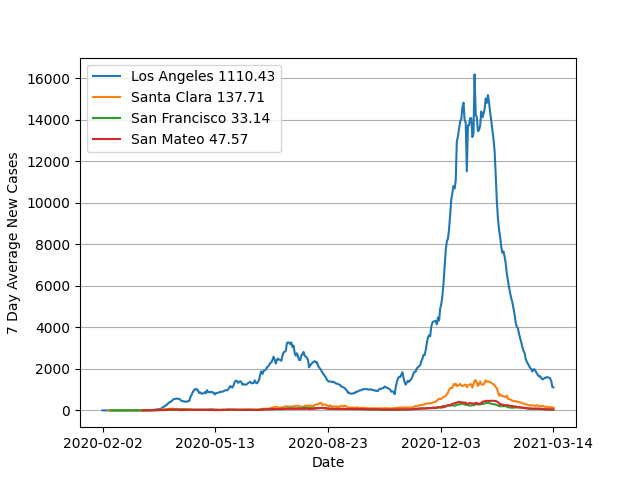 16000
14000
12000
10000
8000
6000
4000
2000
0
7 Day Average New Cases
Los Angeles 1110.43
Santa Clara 137.71
San Francisco 33.14
San Mateo 47.57
2020-02-02 2020-05-13 2020-08-23 2020-12-03 2021-03-14
Date